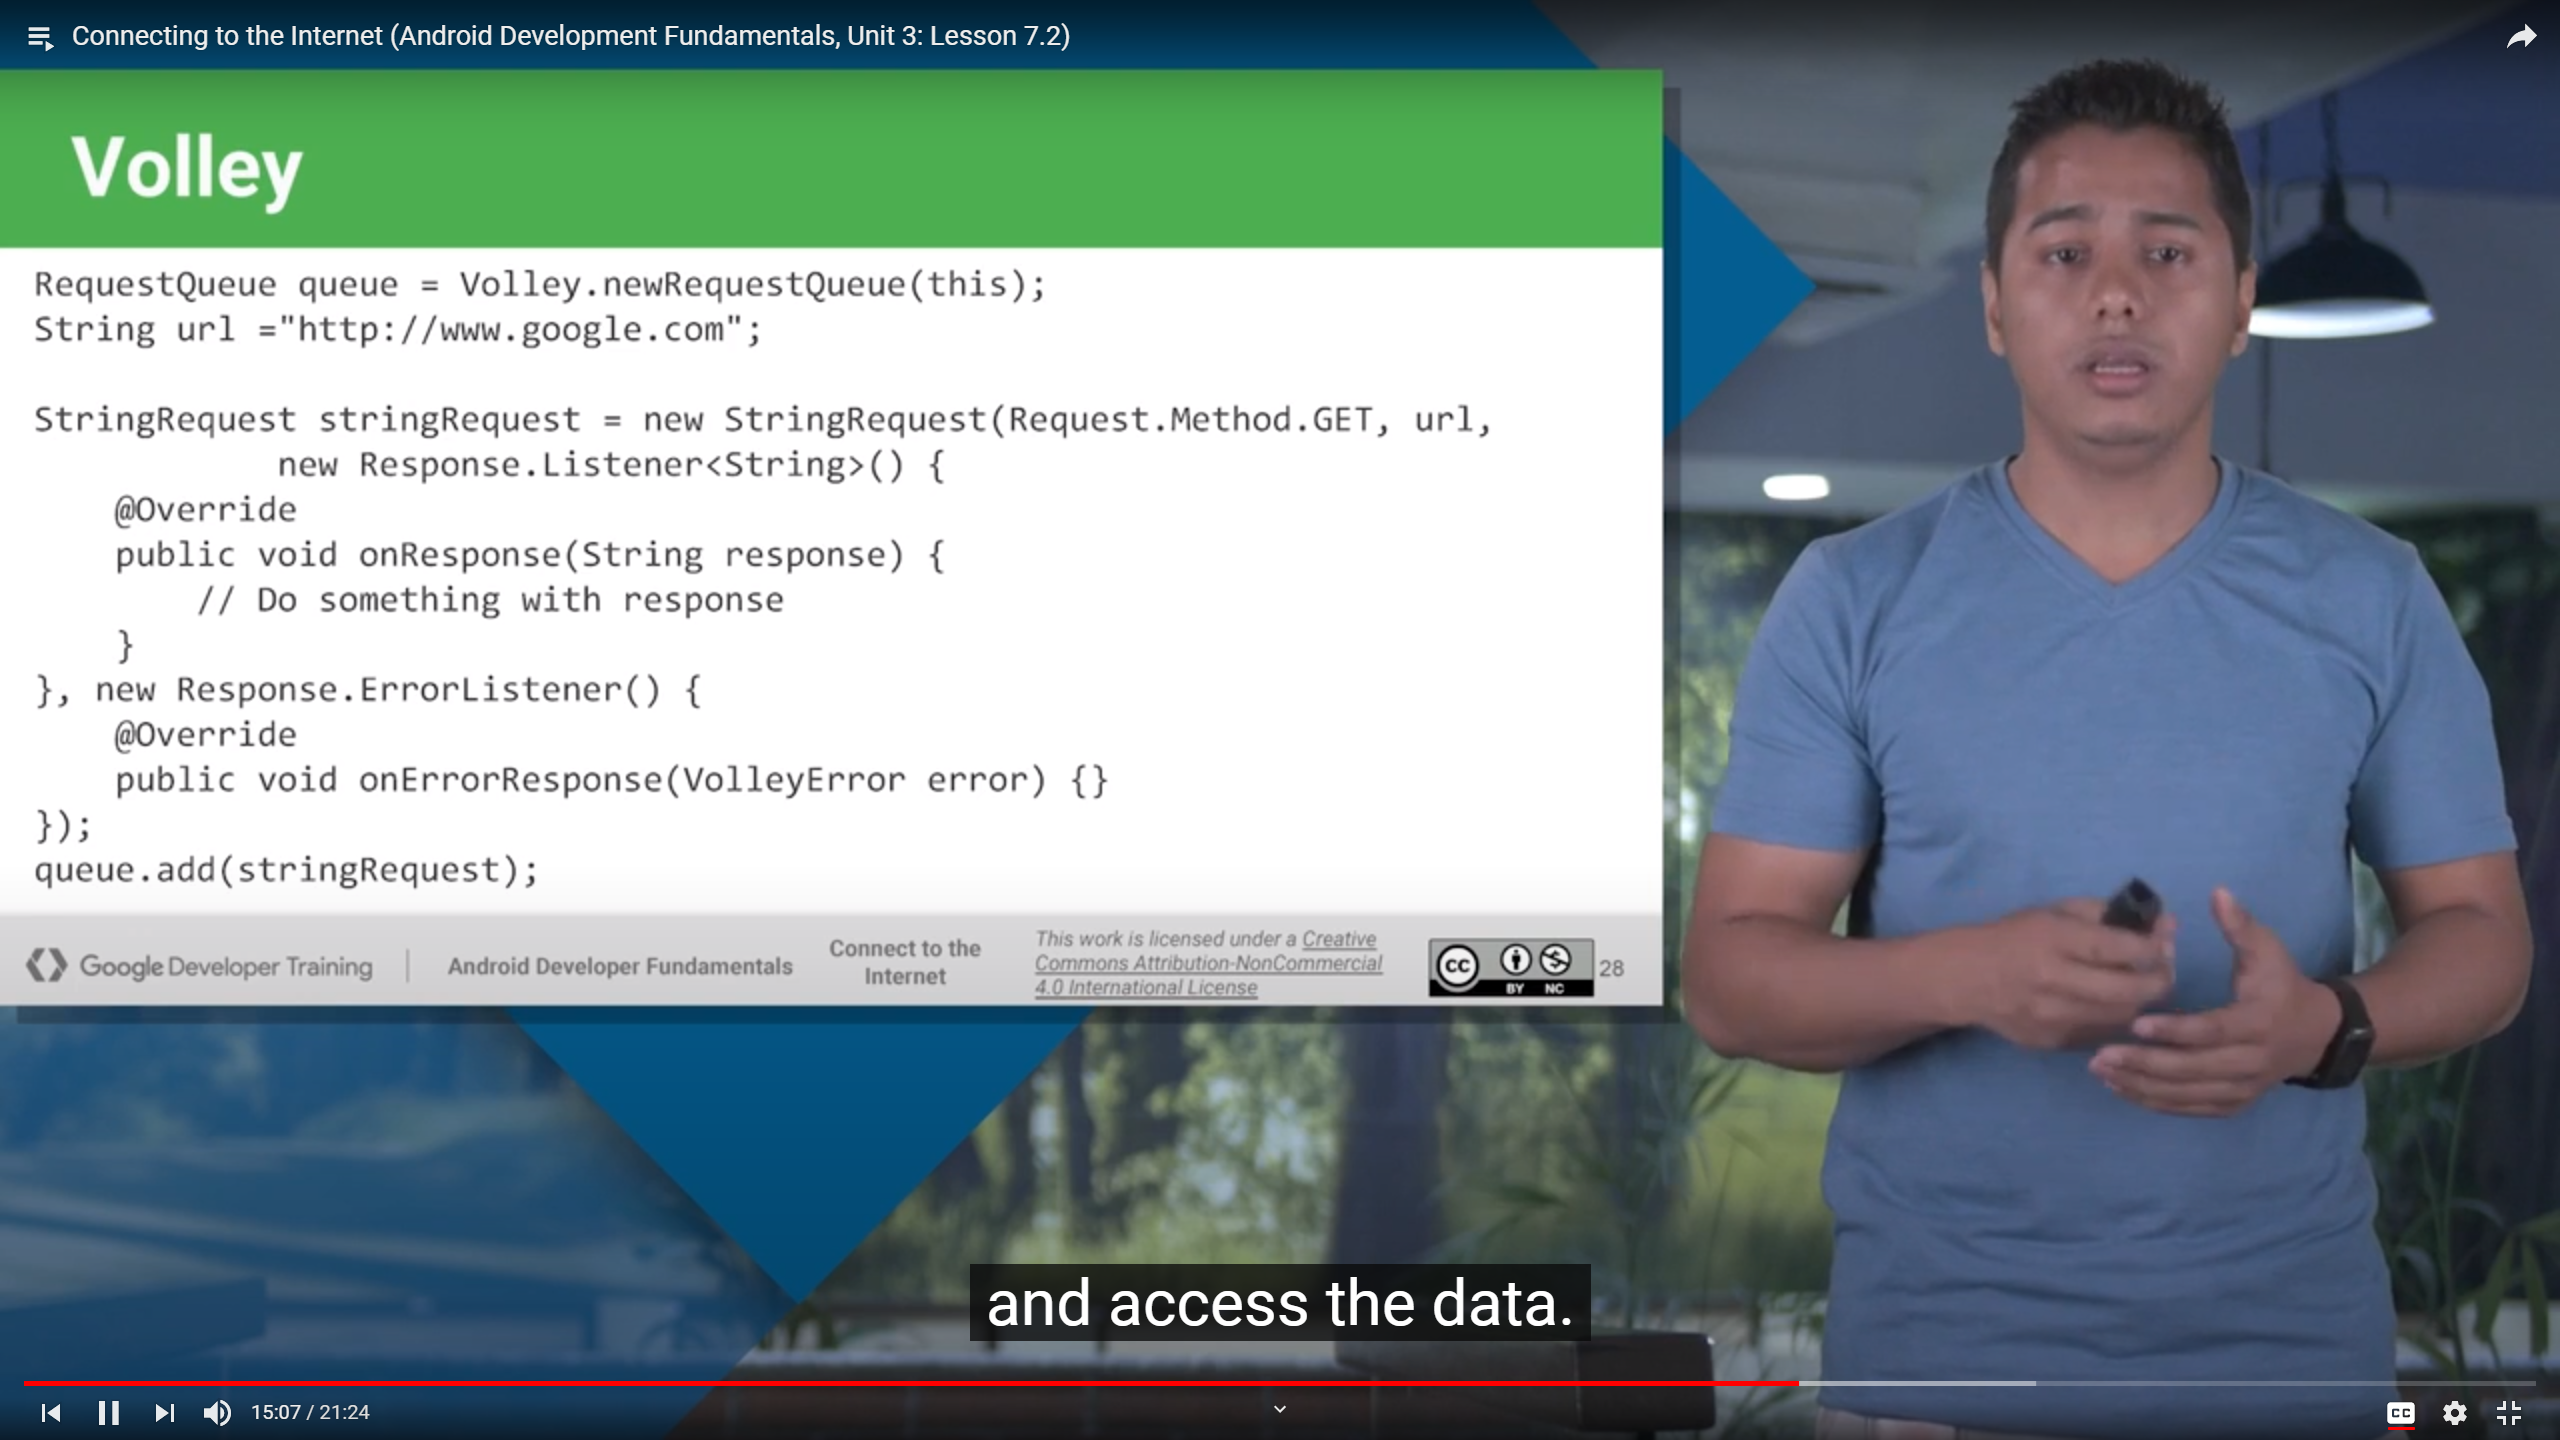 Connecting to the Internet (Android Development Fundamentals, Unit 3: Lesson 7.2)
Volley
RequestQueue queue = Volley.newRequestQueue(this);
String url ="http://www.google.com";
StringRequest stringRequest = new StringRequest(Request.Method.GET, url,
            new Response.Listener<String>() {
    @Override
    public void onResponse(String response) {
        // Do something with response
    }
}, new Response.ErrorListener() {
    @Override
    public void onErrorResponse(VolleyError error) {}
});
queue.add(stringRequest);
Google Developer Training
Android Developer Fundamentals
Connect to the
Internet
This work is licensed under a Creative
Commons Attribution-NonCommercial
4.0 International License
cc
BY NC
28
and access the data.
15:07 / 21:24
CC